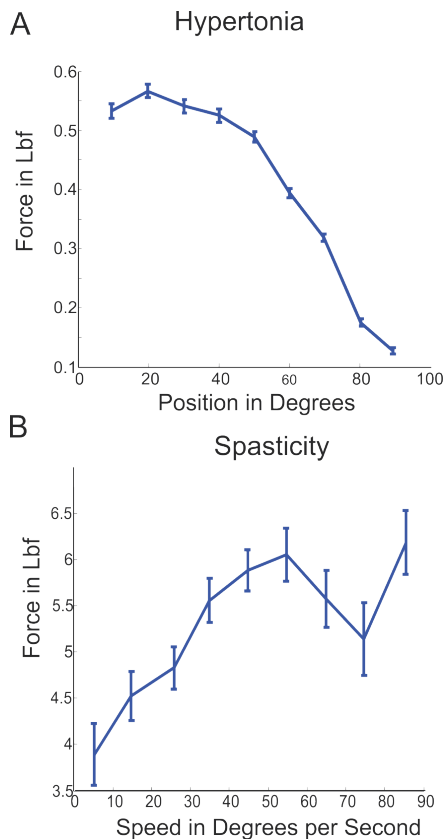 A
Hypertonia
0.6
0.5
0.4
0.3
0.2
0.1
Force in Lbf
0 20 40 60 80 100
Position in Degrees
B
Spasticity
6.5
6
5.5
5
4.5
4
3.5
Force in Lbf
0 10 20 30 40 50 60 70 80 90
Speed in Degrees per Second